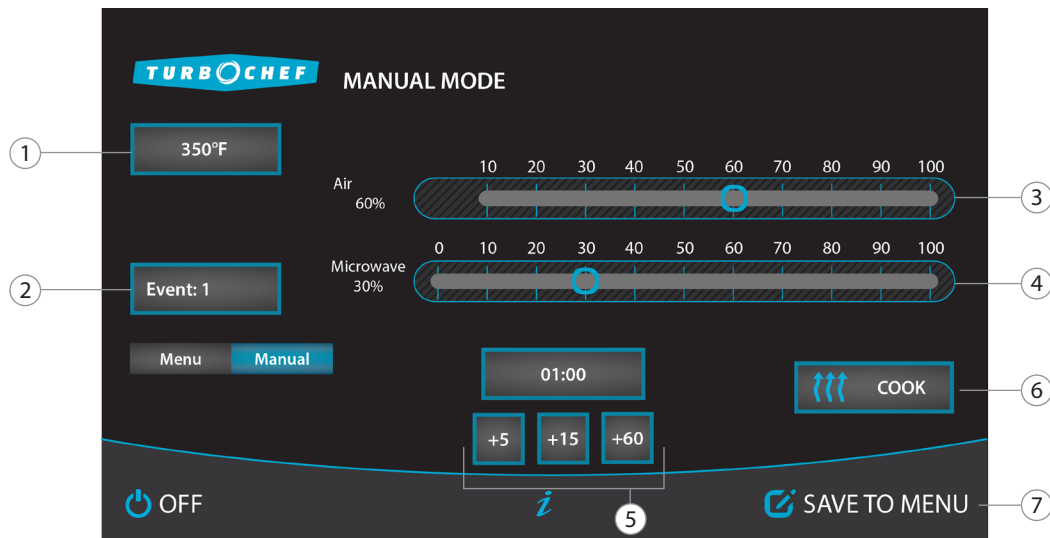 TURBOCHEF
MANUAL MODE
1
350°F
10 20 30 40 50 60 70 80 90 100
Air
60%
3
0 10 20 30 40 50 60 70 80 90 100
Microwave
30%
4
2
Event: 1
Menu Manual
01:00
COOK
6
+5 +15 +60
OFF
i
5
SAVE TO MENU
7